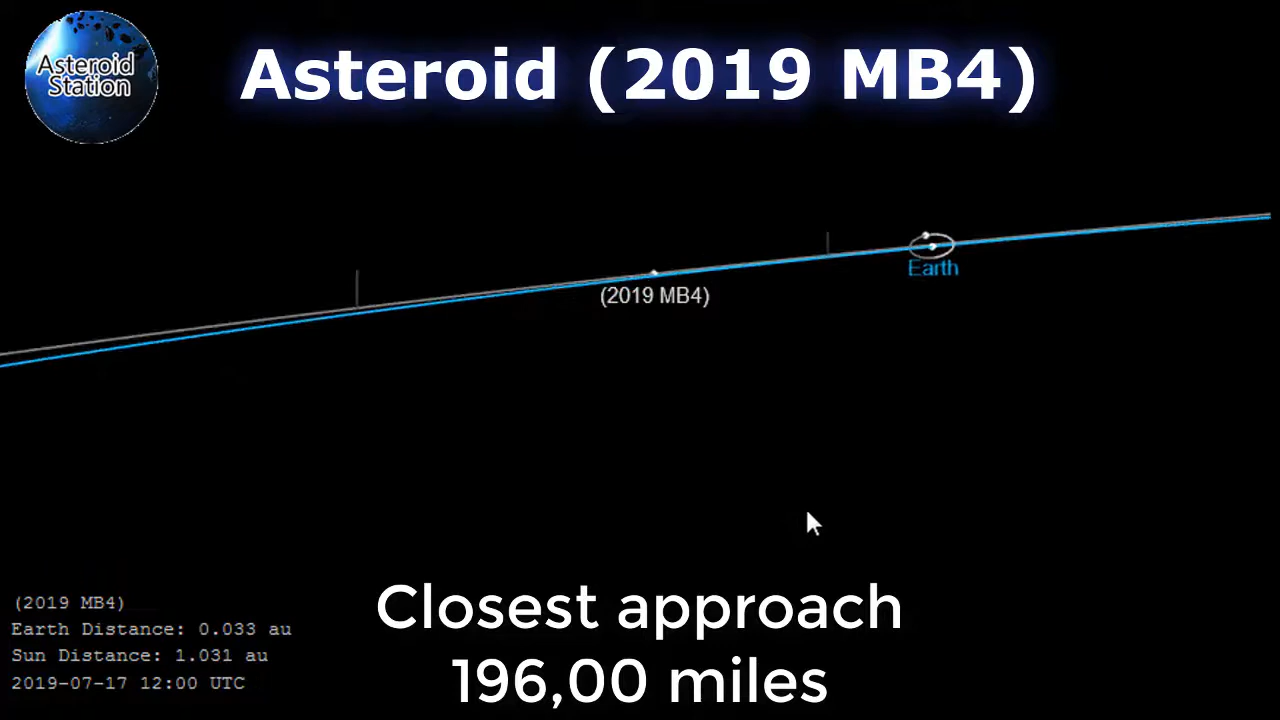 Asteroid
Station
Asteroid (2019 MB4)
Earth
(2019 MB4)
(2019 MB4)
Earth Distance: 0.033 au
Sun Distance: 1.031 au
2019-07-17 12:00 UTC
Closest approach
196,00 miles